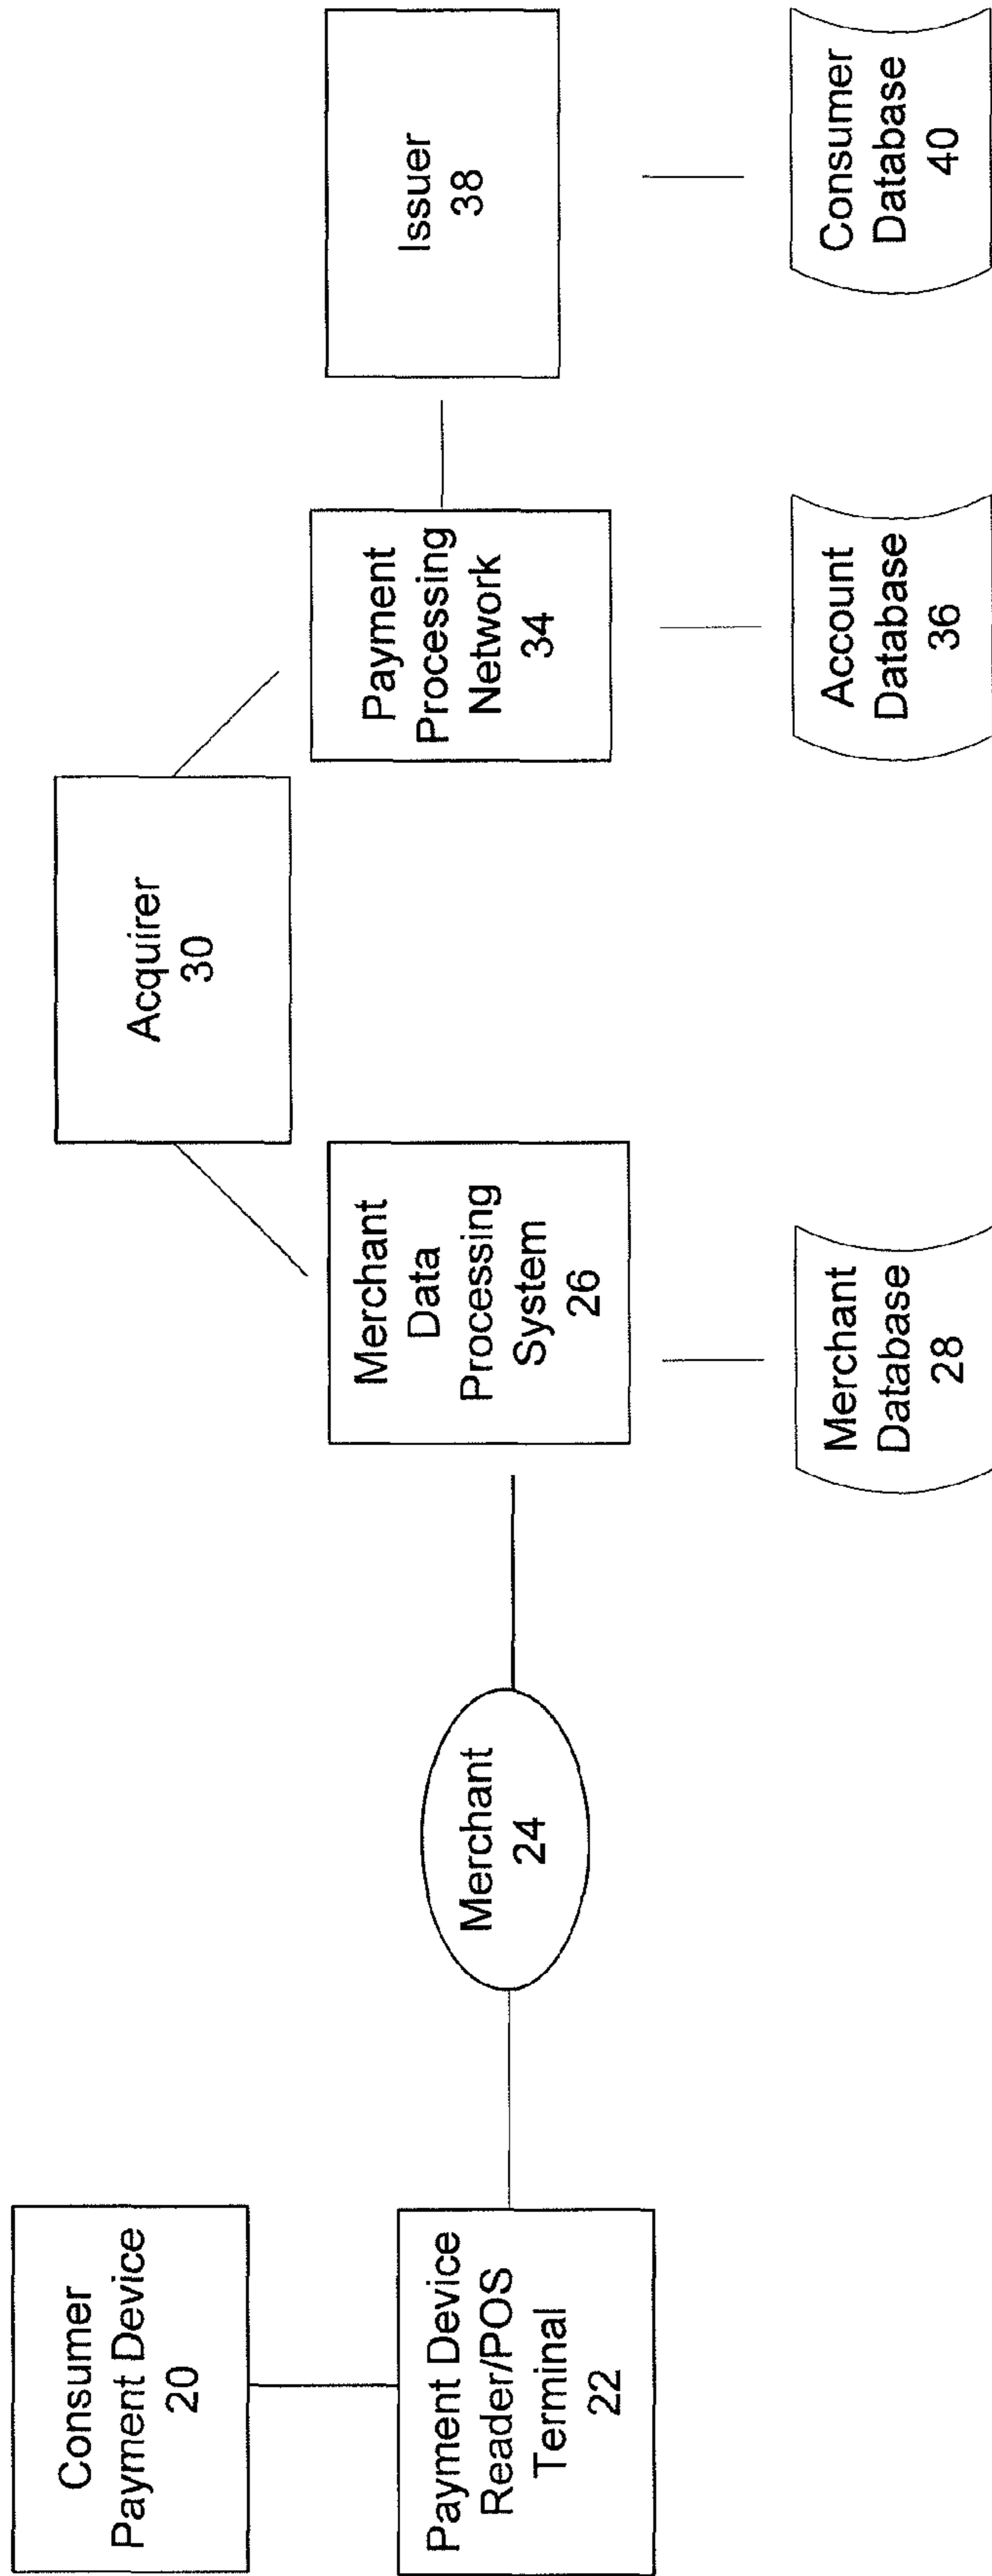 Consumer
Payment Device
20
Payment Device
Reader/POS
Terminal
22
Merchant
24
Merchant
Data
Processing
System
26
Merchant
Database
28
Acquirer
30
Payment
Processing
Network
34
Account
Database
36
Issuer
38
Consumer
Database
40